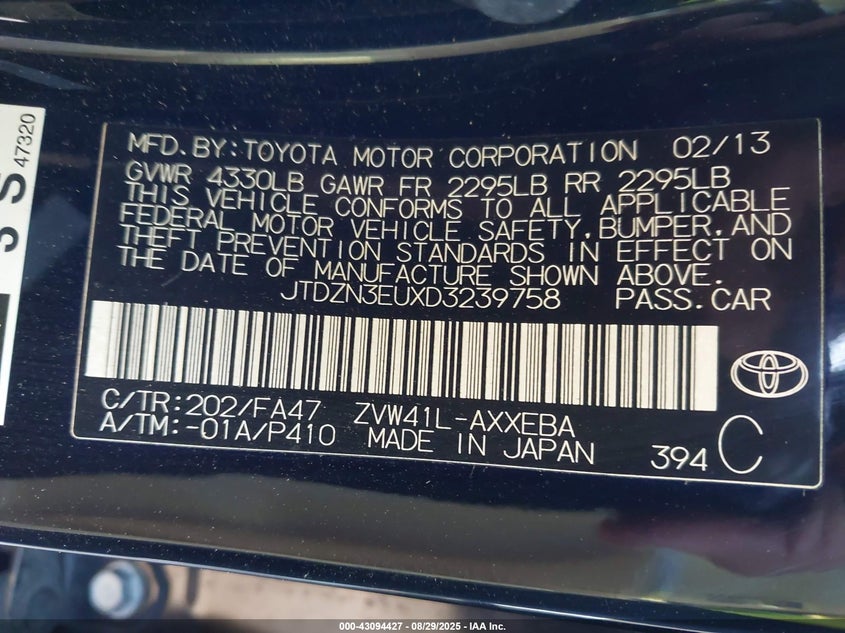 MFD.BY:TOYOTA MOTOR CORPORATION 02/13
GVWR 4330LB GAWR FR 2295LB RR 2295LB
THIS VEHICLE CONFORMS TO ALL APPLICABLE
FEDERAL MOTOR VEHICLE SAFETY,BUMPER,AND
THEFT PREVENTION STANDARDS IN EFFECT ON
THE DATE OF MANUFACTURE SHOWN ABOVE.
JTDZN3EUXD3239758 PASS.CAR
C/TR:202/FA47 ZVW41L-AXXEBA
A/TM:-01A/P410 MADE IN JAPAN 394 C
47320
000-43094427 - 08/29/2025 - IAA Inc.